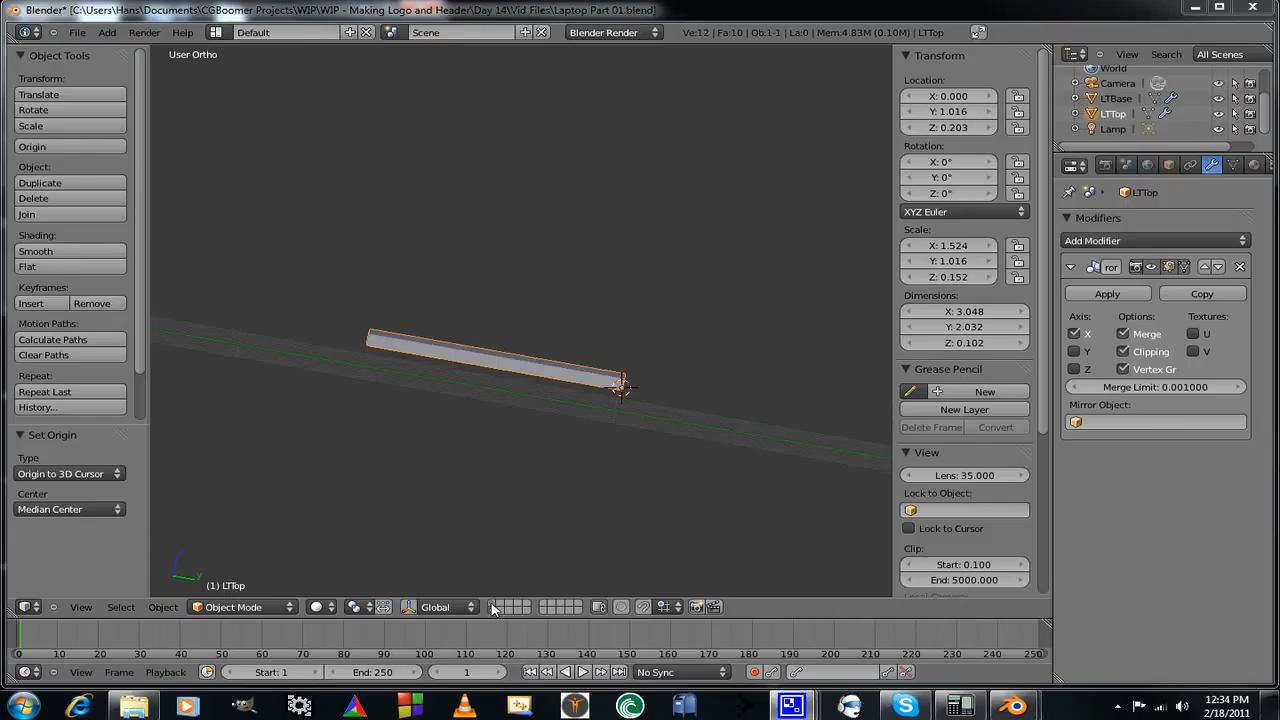 Blender* [C:\Users\Hans\Documents\CGBoomer Projects\WIP\WIP - Making Logo and Header\Day 14\Vid Files\Laptop Part 01.blend]
File Add Render Help Default Scene Blender Render Ve:12 | Fa:10 | Ob:1-1 | La:0 | Mem:4.83M (0.10M) | LTTop
View Search All Scenes
Object Tools
Transform:
Translate
Rotate
Scale
Origin
Object:
Duplicate
Delete
Join
Shading:
Smooth
Flat
Keyframes:
Insert Remove
Motion Paths:
Calculate Paths
Clear Paths
Repeat:
Repeat Last
History...
Set Origin
Type
Origin to 3D Cursor
Center
Median Center
User Ortho
y
(1) LTTop
Transform
Location:
X: 0.000
Y: 1.016
Z: 0.203
Rotation:
X: 0°
Y: 0°
Z: 0°
XYZ Euler
Scale:
X: 1.524
Y: 1.016
Z: 0.152
Dimensions:
X: 3.048
Y: 2.032
Z: 0.102
Grease Pencil
New
New Layer
Delete Frame Convert
View
Lens: 35.000
Lock to Object:
Lock to Cursor
Clip:
Start: 0.100
End: 5000.000
World
Camera
LTBase
LTTop
Lamp
LTTop
Modifiers
Add Modifier
ror
Apply Copy
Axis: Options: Textures:
X Merge U
Y Clipping V
Z Vertex Gr
Merge Limit: 0.001000
Mirror Object:
View Select Object Object Mode Global
0 10 20 30 40 50 60 70 80 90 100 110 120 130 140 150 160 170 180 190 200 210 220 230 240 250
View Frame Playback Start: 1 End: 250 1 No Sync
12:34 PM
2/18/2011